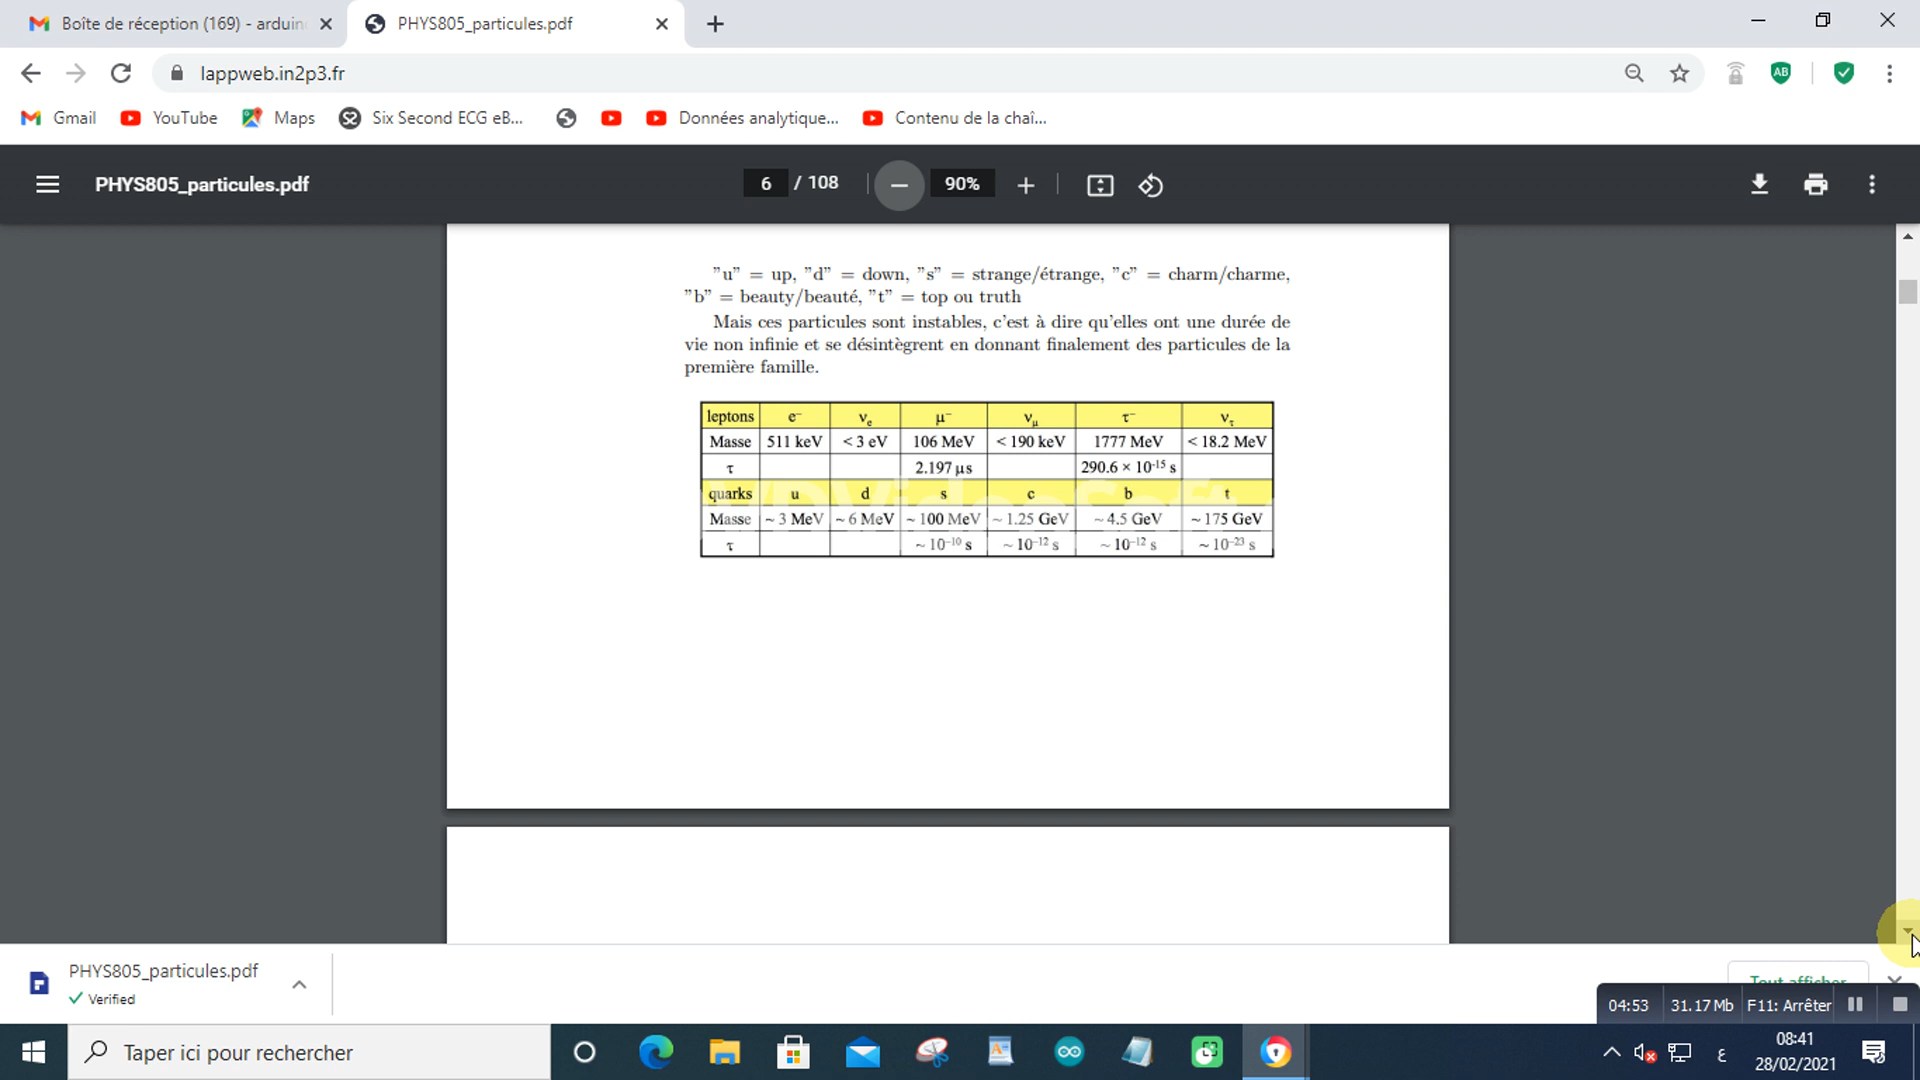 Boîte de réception (169) - arduin
PHYS805_particules.pdf
lappweb.in2p3.fr
AB
Gmail
YouTube
Maps
Six Second ECG eB...
Données analytique...
Contenu de la chaî...
PHYS805_particules.pdf
6 / 108
90%
"u" = up, "d" = down, "s" = strange/étrange, "c" = charm/charme,
"b" = beauty/beauté, "t" = top ou truth
Mais ces particules sont instables, c'est à dire qu'elles ont une durée de
vie non infinie et se désintègrent en donnant finalement des particules de la
première famille.
leptons e⁻ νe μ⁻ νμ τ⁻ ντ
Masse 511 keV < 3 eV 106 MeV < 190 keV 1777 MeV < 18.2 MeV
τ 2.197 μs 290.6 × 10⁻¹⁵ s
quarks u d s c b t
Masse ~ 3 MeV ~ 6 MeV ~ 100 MeV ~ 1.25 GeV ~ 4.5 GeV ~ 175 GeV
τ ~ 10⁻¹⁰ s ~ 10⁻¹² s ~ 10⁻¹² s ~ 10⁻²³ s
PHYS805_particules.pdf
Verified
Tout afficher
04:53 31.17 Mb F11: Arrêter
Taper ici pour rechercher
ع
08:41
28/02/2021